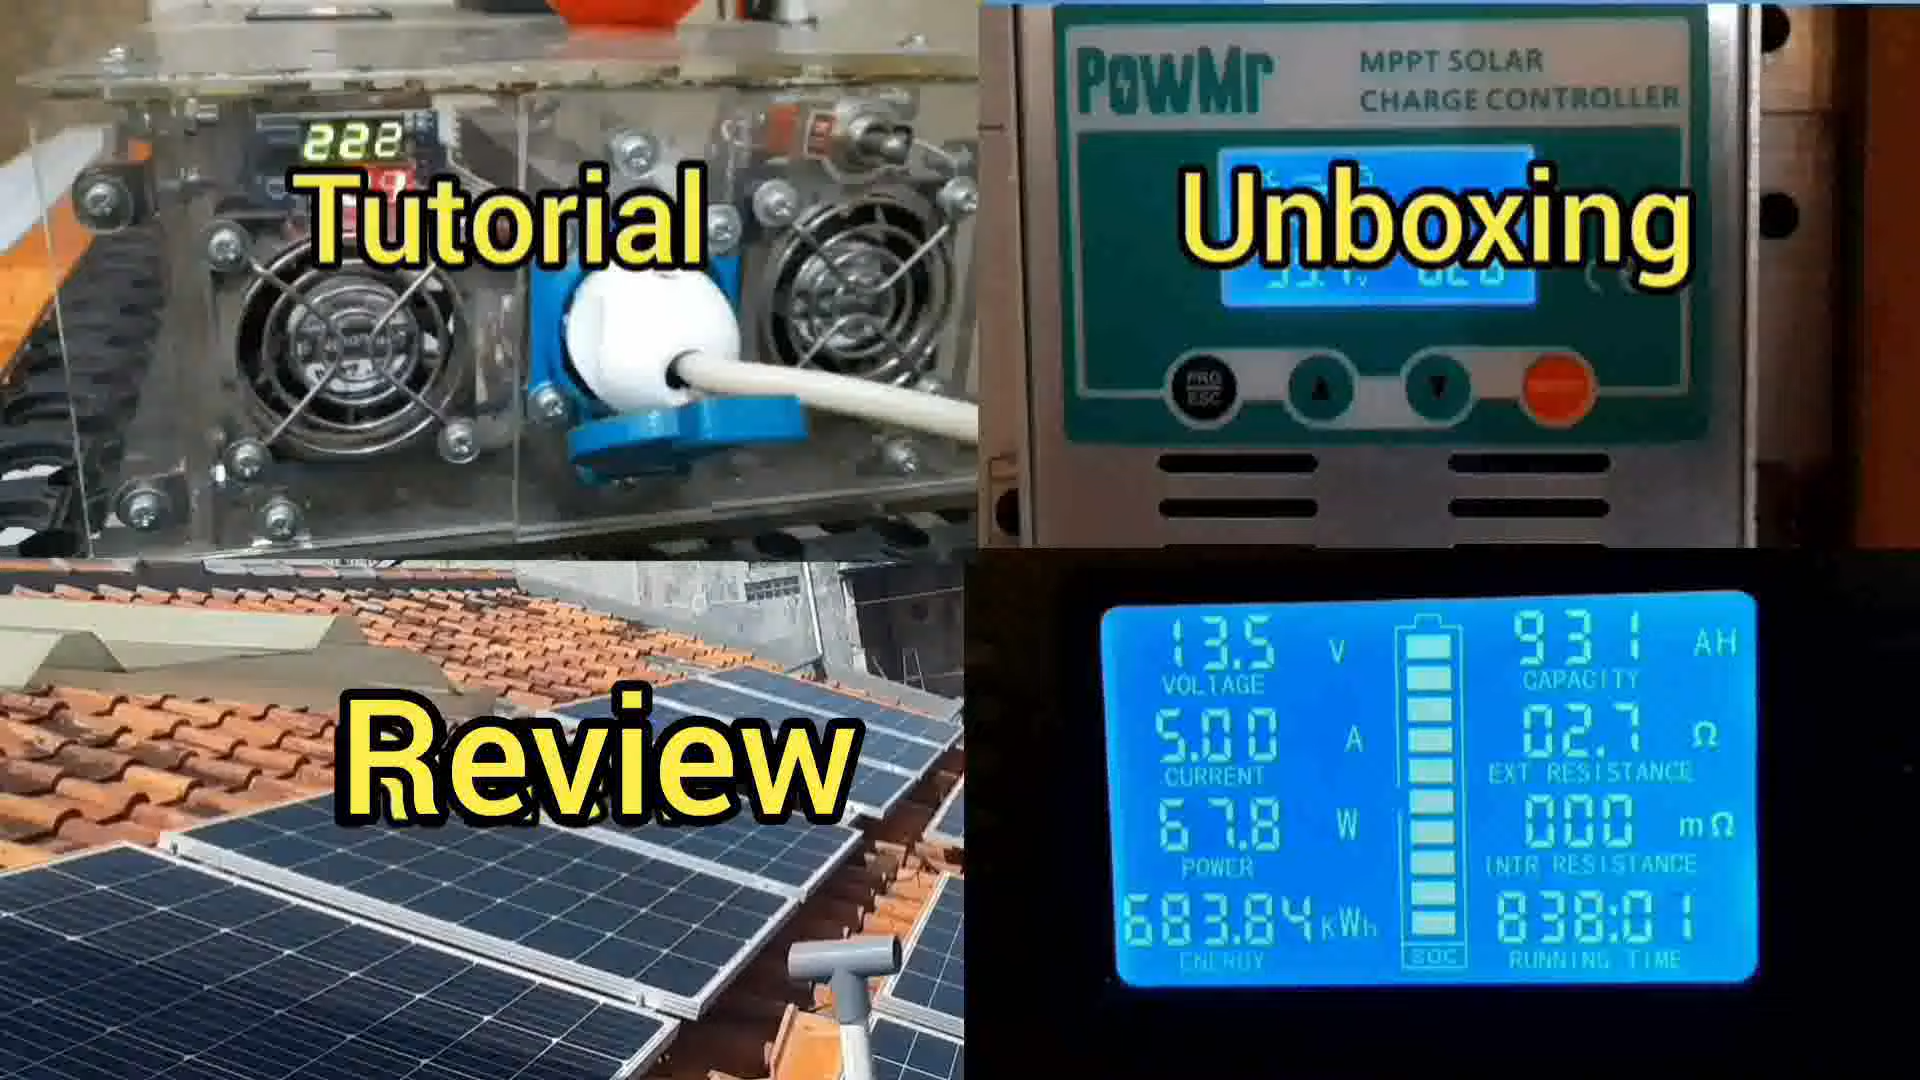 222
Tutorial
PowMr
MPPT SOLAR
CHARGE CONTROLLER
Unboxing
PRG
ESC
Review
13.5 V
VOLTAGE
5.00 A
CURRENT
67.8 W
POWER
683.84 kWh
ENERGY
SOC
931 AH
CAPACITY
02.7 Ω
EXT RESISTANCE
000 mΩ
INTR RESISTANCE
838:01
RUNNING TIME